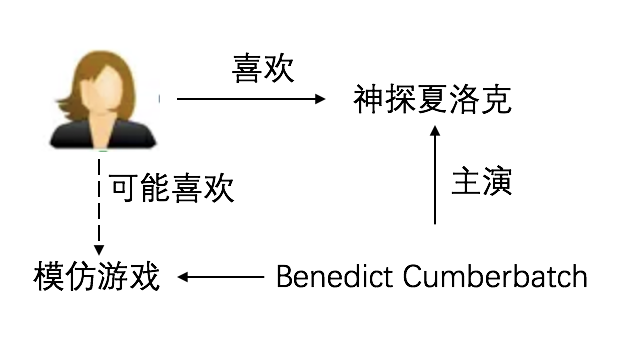 喜欢
神探夏洛克
可能喜欢
主演
模仿游戏
Benedict Cumberbatch